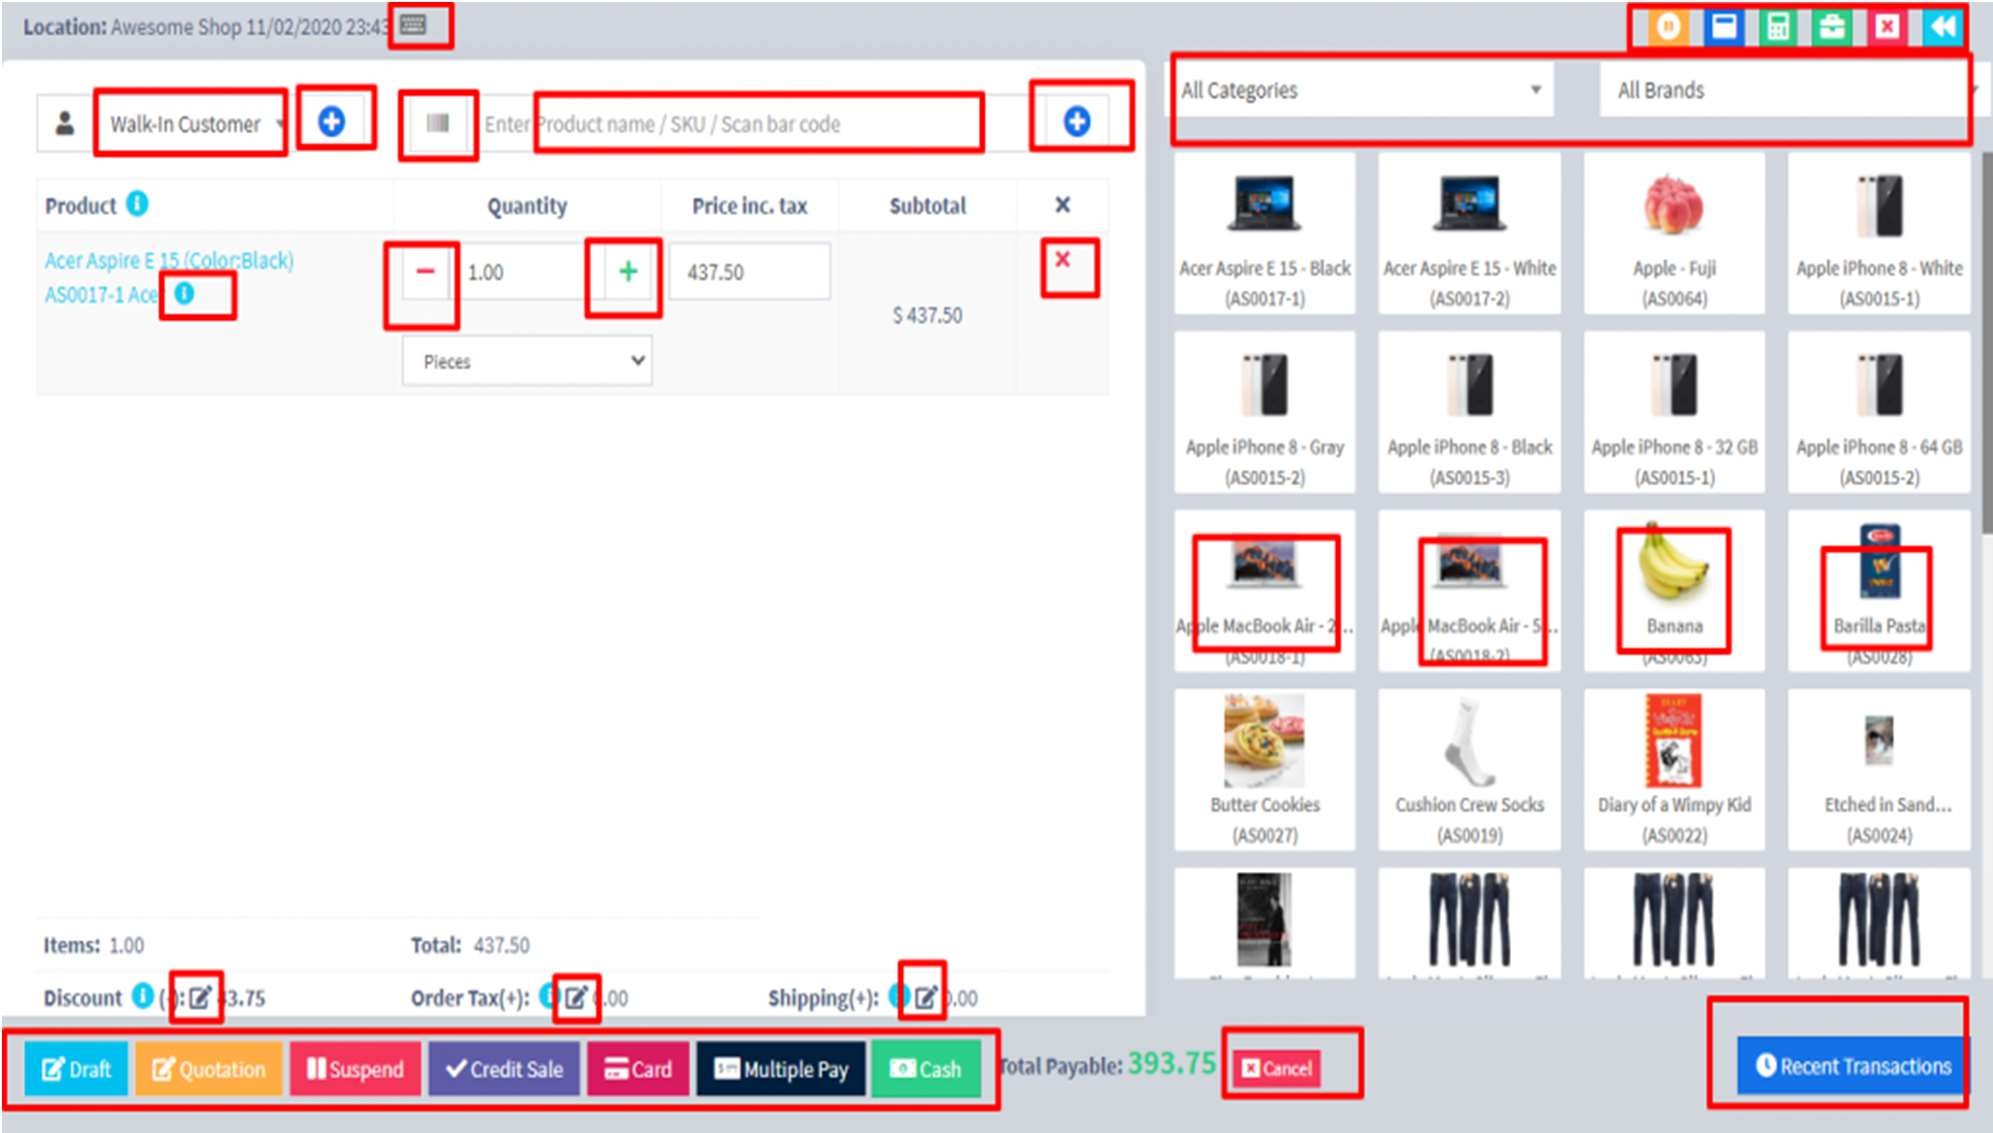 Location: Awesome Shop 11/02/2020 23:43
Walk-In Customer
Enter Product name / SKU / Scan bar code
All Categories
All Brands
Product
Quantity
Price inc. tax
Subtotal
Acer Aspire E 15 (Color:Black)
AS0017-1 Ace
1.00
437.50
$ 437.50
Pieces
Acer Aspire E 15 - Black
(AS0017-1)
Acer Aspire E 15 - White
(AS0017-2)
Apple - Fuji
(AS0064)
Apple iPhone 8 - White
(AS0015-1)
Apple iPhone 8 - Gray
(AS0015-2)
Apple iPhone 8 - Black
(AS0015-3)
Apple iPhone 8 - 32 GB
(AS0015-1)
Apple iPhone 8 - 64 GB
(AS0015-2)
Apple MacBook Air - 2...
(AS0018-1)
Apple MacBook Air - 5...
(AS0018-2)
Banana
(AS0063)
Barilla Pasta
(AS0028)
Butter Cookies
(AS0027)
Cushion Crew Socks
(AS0019)
Diary of a Wimpy Kid
(AS0022)
Etched in Sand...
(AS0024)
Items: 1.00
Total: 437.50
Discount (-): 43.75
Order Tax(+): 0.00
Shipping(+): 0.00
Draft
Quotation
Suspend
Credit Sale
Card
Multiple Pay
Cash
Total Payable: 393.75
Cancel
Recent Transactions